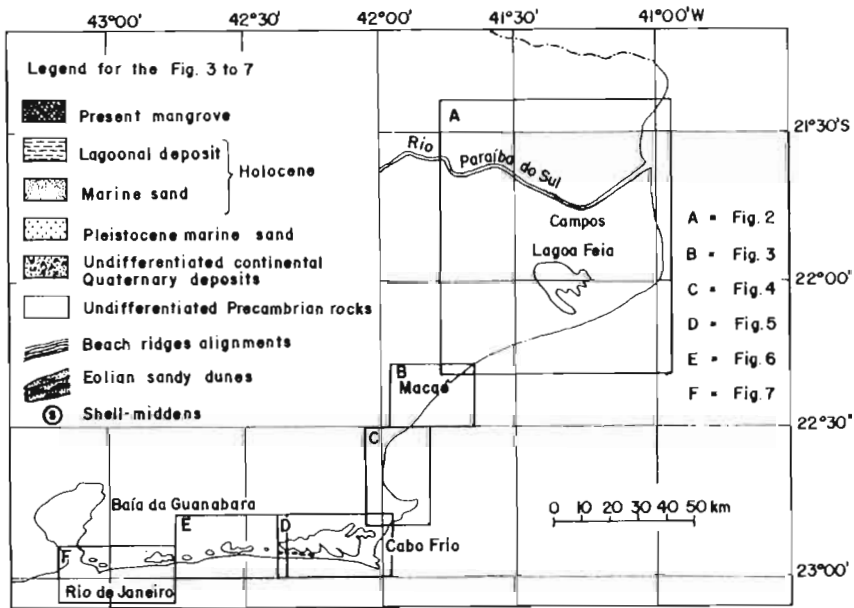 43°00' 42°30' 42°00' 41°30' 41°00'W
Legend for the Fig. 3 to 7
Present mangrove
Lagoonal deposit
Holocene
Marine sand
Pleistocene marine sand
Undifferentiated continental
Quaternary deposits
Undifferentiated Precambrian rocks
Beach ridges alignments
Eolian sandy dunes
S Shell-middens
A
Rio Paraíba do Sul
Campos
Lagoa Feia
B
Macaé
C
Baía da Guanabara
E
D
Cabo Frio
F
Rio de Janeiro
21°30'S
22°00'
22°30'
23°00'
A = Fig. 2
B = Fig. 3
C = Fig. 4
D = Fig. 5
E = Fig. 6
F = Fig. 7
0 10 20 30 40 50 km